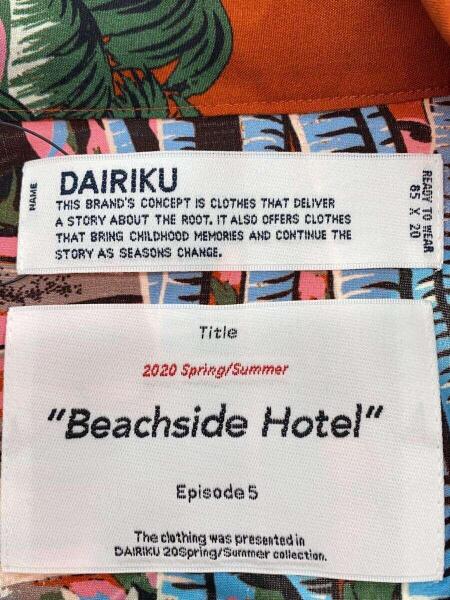 NAME
DAIRIKU
THIS BRAND'S CONCEPT IS CLOTHES THAT DELIVER
A STORY ABOUT THE ROOT. IT ALSO OFFERS CLOTHES
THAT BRING CHILDHOOD MEMORIES AND CONTINUE THE
STORY AS SEASONS CHANGE.
READY TO WEAR
85 X 20
Title
2020 Spring/Summer
"Beachside Hotel"
Episode 5
The clothing was presented in
DAIRIKU 20Spring/Summer collection.